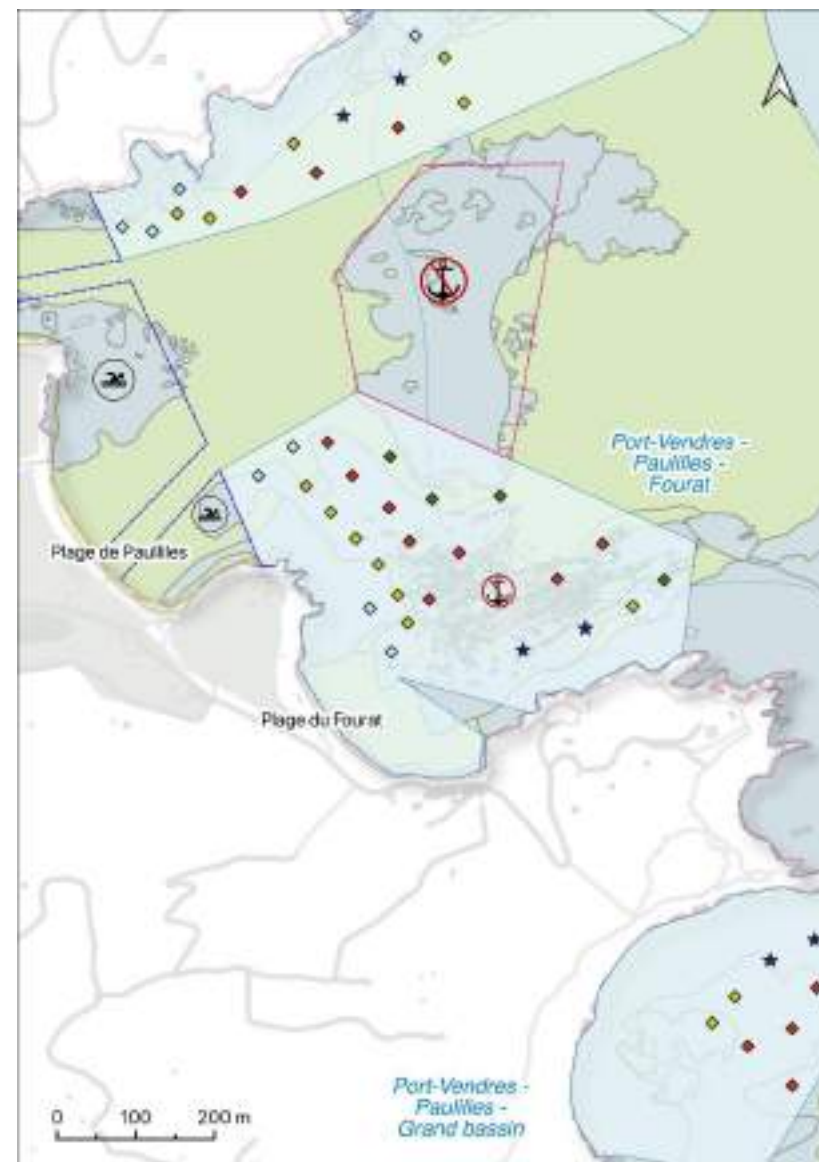 Port-Vendres -
Paulilles -
Fourat
Plage de Paulilles
Plage du Fourat
Port-Vendres -
Paulilles -
Grand bassin
0 100 200 m